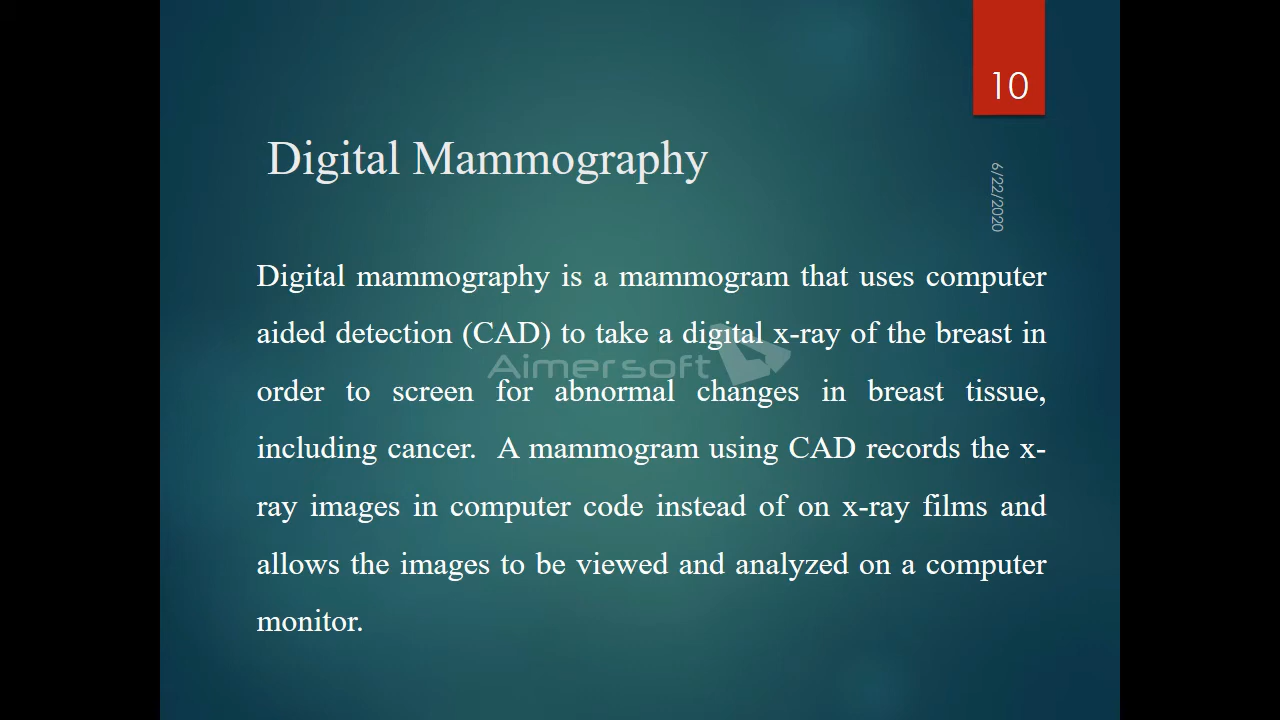 10
Digital Mammography
6/22/2020
Digital mammography is a mammogram that uses computer
aided detection (CAD) to take a digital x-ray of the breast in
Aimersoft
order to screen for abnormal changes in breast tissue,
including cancer.  A mammogram using CAD records the x-
ray images in computer code instead of on x-ray films and
allows the images to be viewed and analyzed on a computer
monitor.